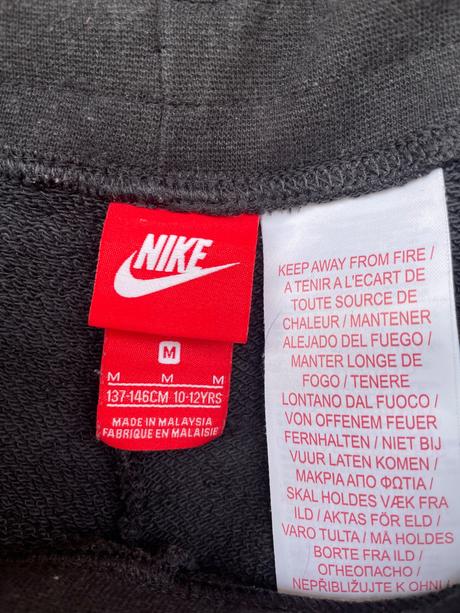 NIKE
M
M M M
137-146CM 10-12YRS
MADE IN MALAYSIA
FABRIQUE EN MALAISIE
KEEP AWAY FROM FIRE /
A TENIR A L'ECART DE
TOUTE SOURCE DE
CHALEUR / MANTENER
ALEJADO DEL FUEGO /
MANTER LONGE DE
FOGO / TENERE
LONTANO DAL FUOCO /
VON OFFENEM FEUER
FERNHALTEN / NIET BIJ
VUUR LATEN KOMEN /
ΜΑΚΡΙΑ ΑΠΟ ΦΩΤΙΑ /
SKAL HOLDES VÆK FRA
ILD / AKTAS FÖR ELD /
VARO TULTA / MÅ HOLDES
BORTE FRA ILD /
ОГНЕОПАСНО /
NEPŘIBLIŽUJTE K OHNI /